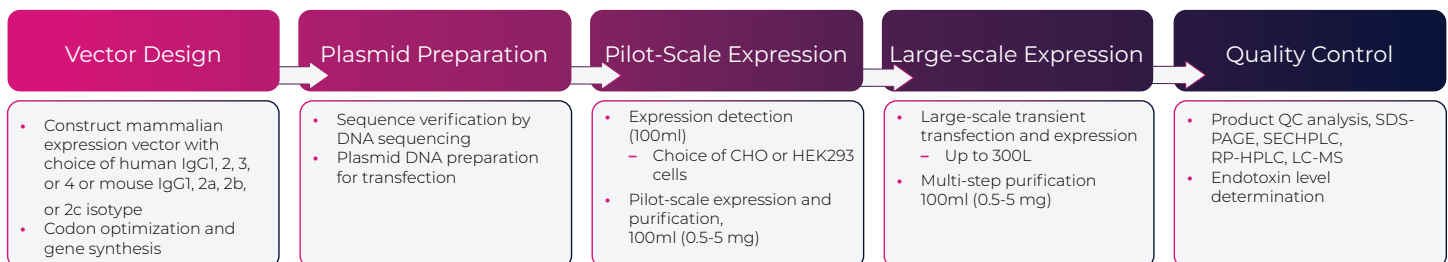 Vector Design
• Construct mammalian
expression vector with
choice of human IgG1, 2, 3,
or 4 or mouse IgG1, 2a, 2b,
or 2c isotype
• Codon optimization and
gene synthesis
Plasmid Preparation
• Sequence verification by
DNA sequencing
• Plasmid DNA preparation
for transfection
Pilot-Scale Expression
• Expression detection
(100ml)
– Choice of CHO or HEK293
cells
• Pilot-scale expression and
purification,
100ml (0.5-5 mg)
Large-scale Expression
• Large-scale transient
transfection and expression
– Up to 300L
• Multi-step purification
100ml (0.5-5 mg)
Quality Control
• Product QC analysis, SDS-
PAGE, SECHPLC,
RP-HPLC, LC-MS
• Endotoxin level
determination